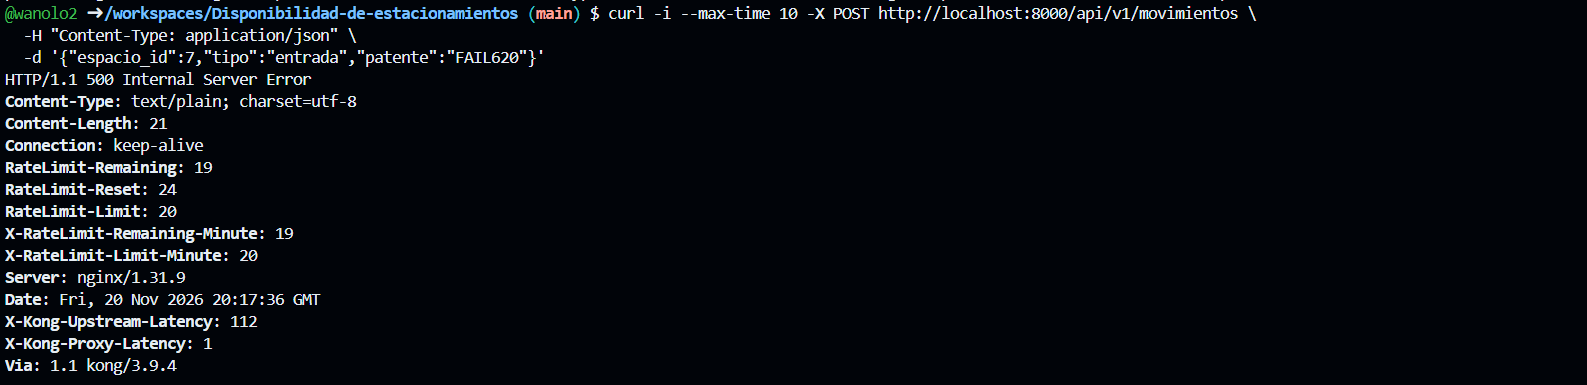 @wanolo2 ➜/workspaces/Disponibilidad-de-estacionamientos (main) $ curl -i --max-time 10 -X POST http://localhost:8000/api/v1/movimientos \
  -H "Content-Type: application/json" \
  -d '{"espacio_id":7,"tipo":"entrada","patente":"FAIL620"}'
HTTP/1.1 500 Internal Server Error
Content-Type: text/plain; charset=utf-8
Content-Length: 21
Connection: keep-alive
RateLimit-Remaining: 19
RateLimit-Reset: 24
RateLimit-Limit: 20
X-RateLimit-Remaining-Minute: 19
X-RateLimit-Limit-Minute: 20
Server: nginx/1.31.9
Date: Fri, 20 Nov 2026 20:17:36 GMT
X-Kong-Upstream-Latency: 112
X-Kong-Proxy-Latency: 1
Via: 1.1 kong/3.9.4